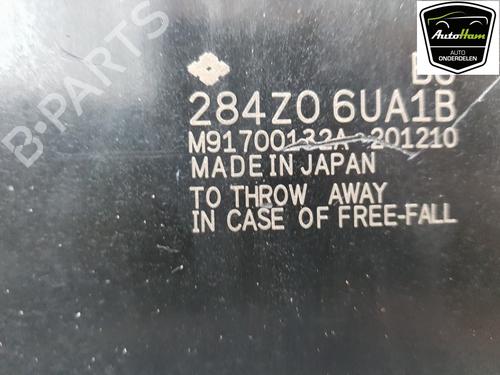 AutoHam
AUTO
ONDERDELEN
284Z0 6UA1B
M91700132A 201210
MADE IN JAPAN
TO THROW AWAY
IN CASE OF FREE-FALL
B-PARTS